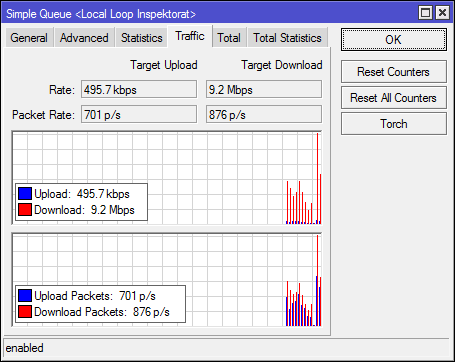 Simple Queue <Local Loop Inspektorat>
General Advanced Statistics Traffic Total Total Statistics
OK
Reset Counters
Reset All Counters
Torch
Target Upload Target Download
Rate: 495.7 kbps 9.2 Mbps
Packet Rate: 701 p/s 876 p/s
Upload: 495.7 kbps
Download: 9.2 Mbps
Upload Packets: 701 p/s
Download Packets: 876 p/s
enabled